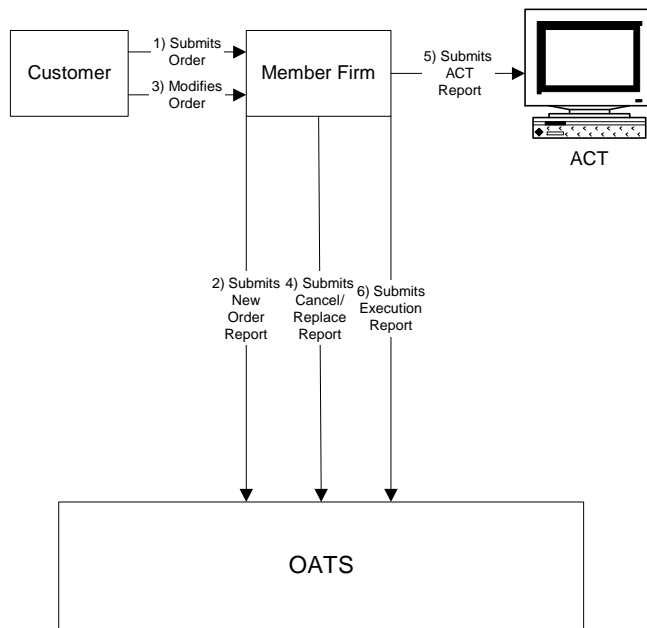 Customer
1) Submits
Order
3) Modifies
Order
Member Firm
5) Submits
ACT
Report
ACT
2) Submits
New
Order
Report
4) Submits
Cancel/
Replace
Report
6) Submits
Execution
Report
OATS